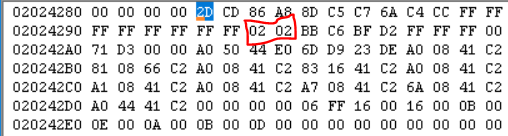 02024280 00 00 00 00 2D CD 86 A8 8D C5 C7 6A C4 CC FF FF
02024290 FF FF FF FF FF FF 02 02 BB C6 BF D2 FF FF FF 00
020242A0 71 D3 00 00 A0 50 44 E0 6D D9 23 DE A0 08 41 C2
020242B0 81 08 66 C2 A0 08 41 C2 83 16 41 C2 A0 08 41 C2
020242C0 A1 08 41 C2 A0 08 41 C2 A7 08 41 C2 6A 08 41 C2
020242D0 A0 44 41 C2 00 00 00 00 06 FF 16 00 16 00 0B 00
020242E0 0E 00 0A 00 0B 00 0D 00 00 00 00 00 00 00 00 00